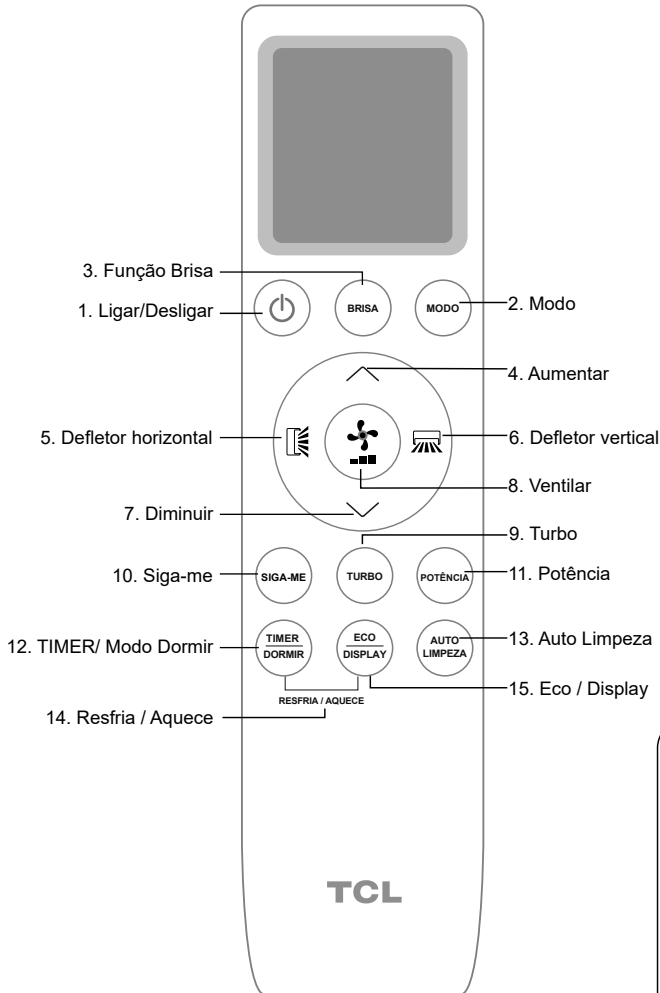 3. Função Brisa
1. Ligar/Desligar
BRISA
MODO
2. Modo
4. Aumentar
5. Defletor horizontal
6. Defletor vertical
8. Ventilar
7. Diminuir
9. Turbo
10. Siga-me
SIGA-ME
TURBO
POTÊNCIA
11. Potência
12. TIMER/ Modo Dormir
TIMER
DORMIR
ECO
DISPLAY
AUTO
LIMPEZA
13. Auto Limpeza
RESFRIA / AQUECE
15. Eco / Display
14. Resfria / Aquece
TCL